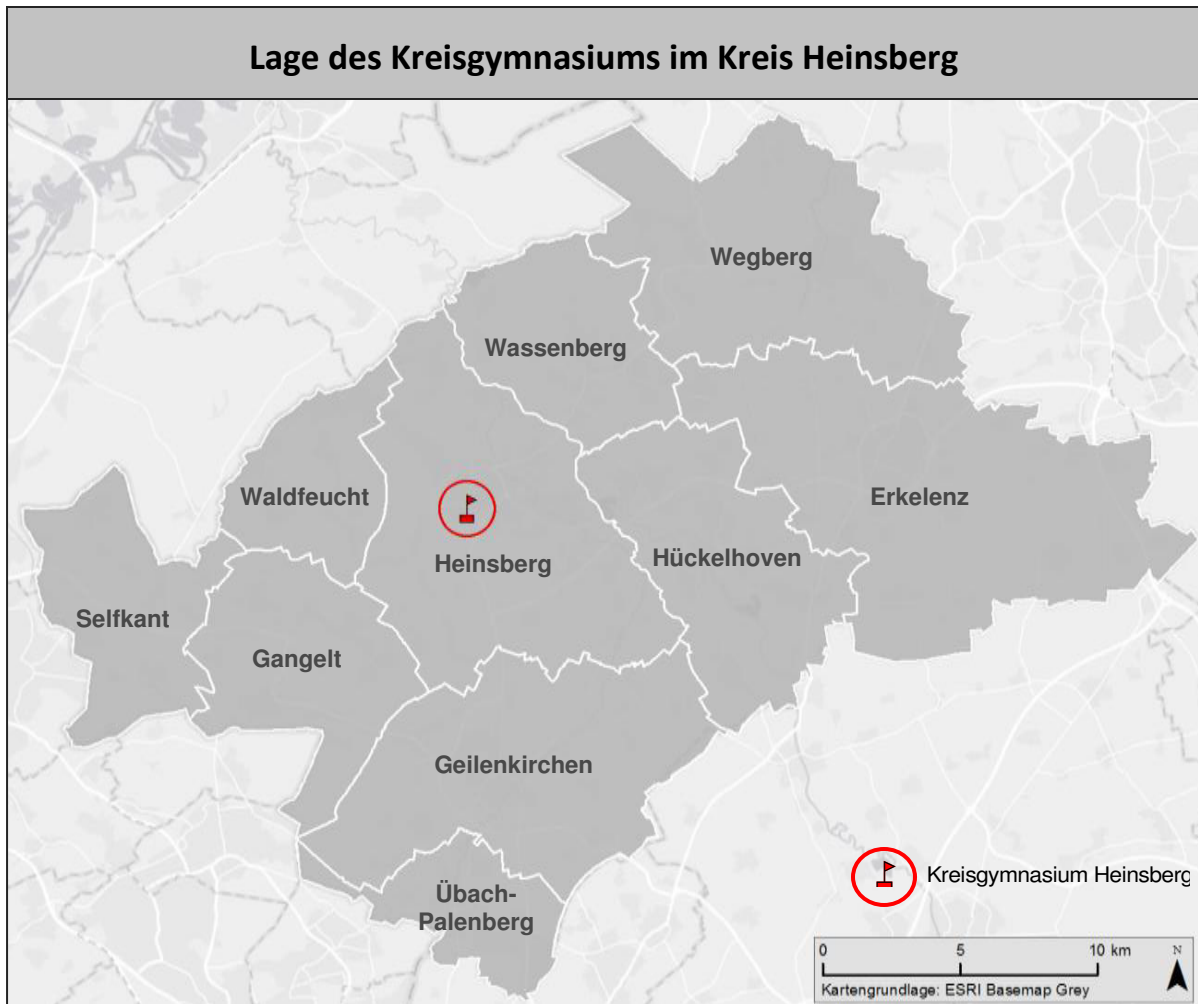 Lage des Kreisgymnasiums im Kreis Heinsberg
Wegberg
Wassenberg
Waldfeucht
Erkelenz
Heinsberg
Hückelhoven
Selfkant
Gangelt
Geilenkirchen
Übach-
Palenberg
Kreisgymnasium Heinsberg
0 5 10 km
N
Kartengrundlage: ESRI Basemap Grey